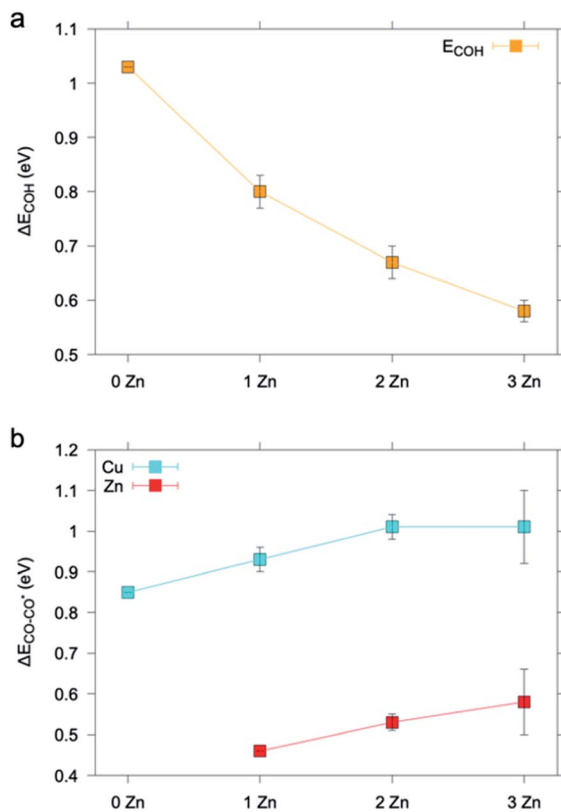 a
1.1
E_COH
1
0.9
0.8
0.7
0.6
0.5
ΔE_COH (eV)
0 Zn 1 Zn 2 Zn 3 Zn
b
1.2
Cu
Zn
1.1
1
0.9
0.8
0.7
0.6
0.5
0.4
ΔE_CO-CO* (eV)
0 Zn 1 Zn 2 Zn 3 Zn